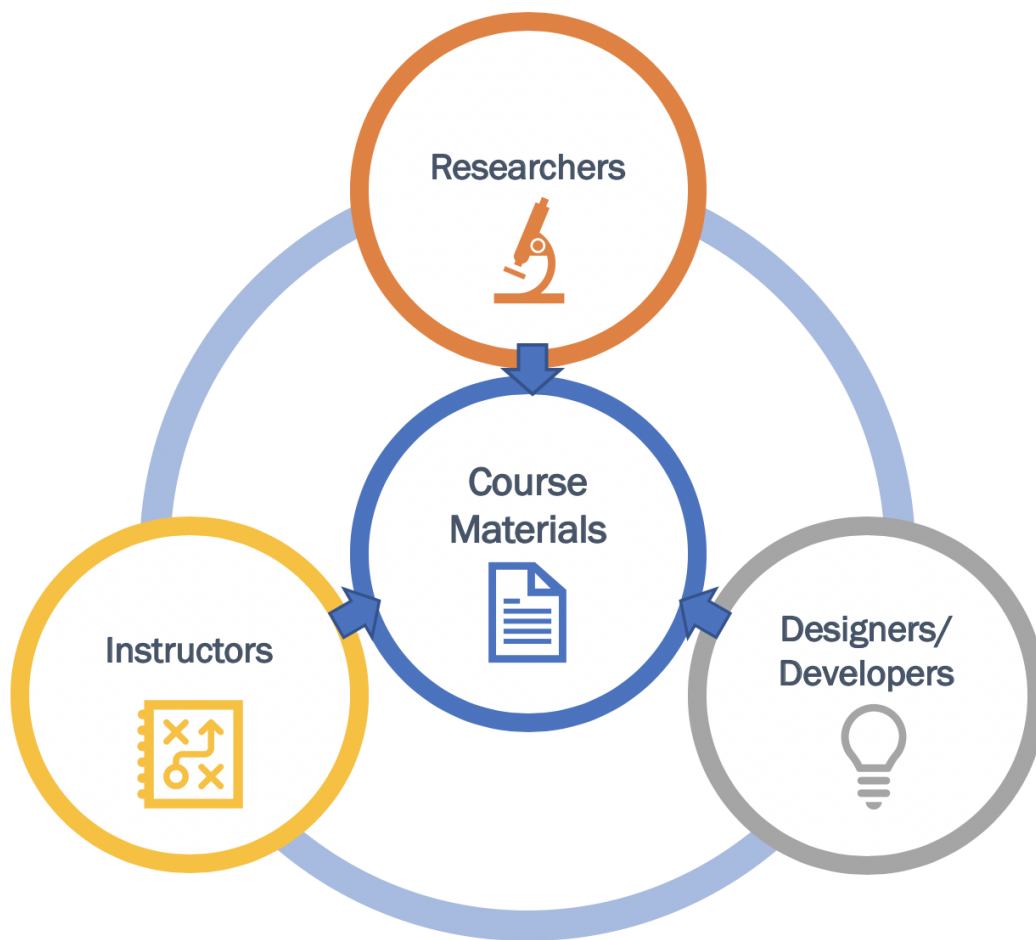 Researchers
Course
Materials
Instructors
Designers/
Developers